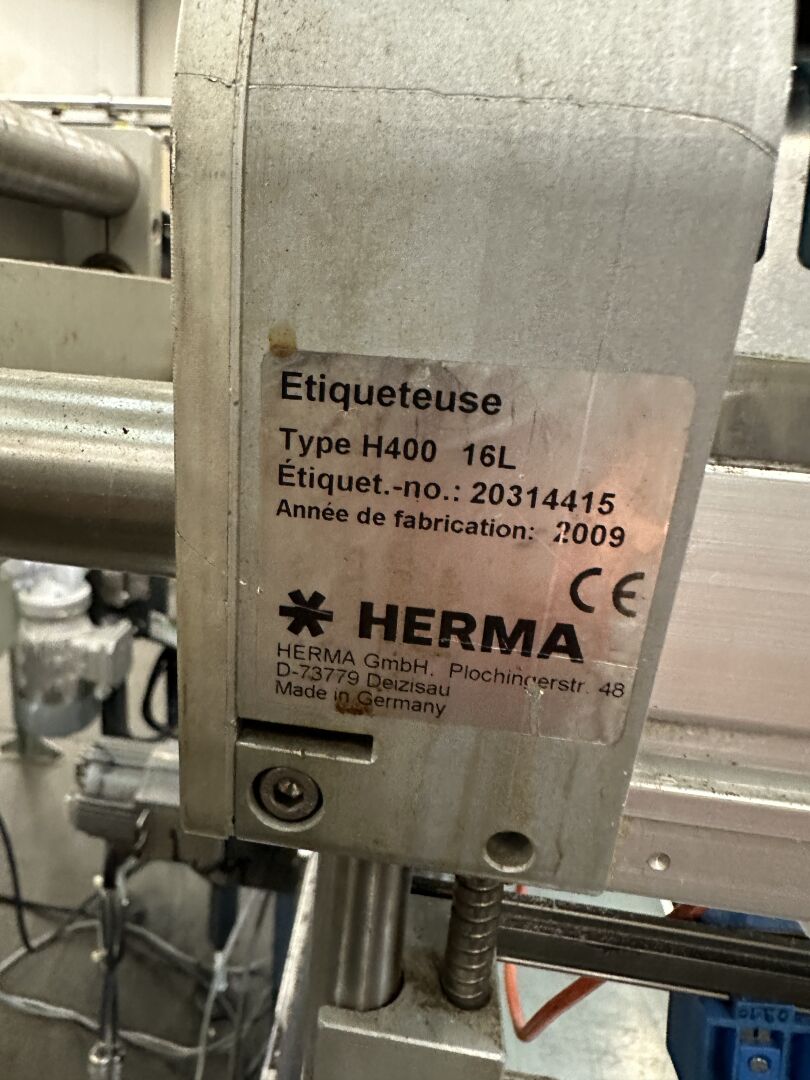 Etiqueteuse
Type H400 16L
Étiquet.-no.: 20314415
Année de fabrication: 2009
CE
HERMA
HERMA GmbH, Plochingerstr. 48
D-73779 Deizisau
Made in Germany